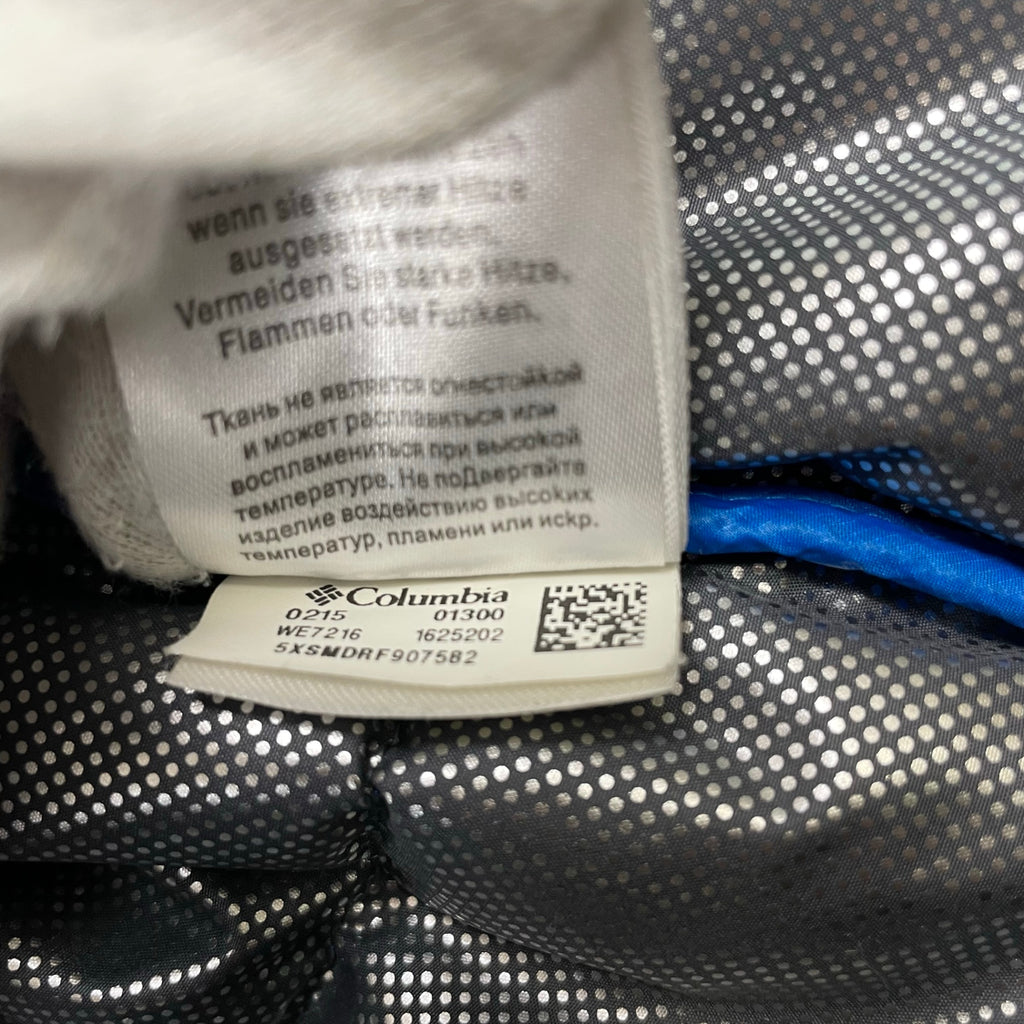 wenn sie extremer Hitze
ausgesetzt werden.
Vermeiden Sie starke Hitze,
Flammen oder Funken.
Ткань не является огнестойкой
и может расплавиться или
воспламениться при высокой
температуре. Не подвергайте
изделие воздействию высоких
температур, пламени или искр.
Columbia
0215 01300
WE7216 1625202
5XSMDRF907582